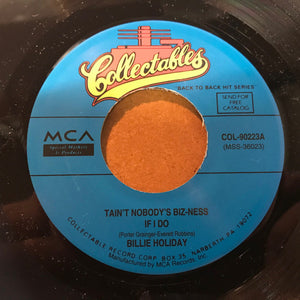 Collectables
"BACK TO BACK HIT SERIES"
SEND FOR
FREE
CATALOG
MCA
Special Markets
& Products
COL-90223A
(MSS-36023)
TAIN'T NOBODY'S BIZ-NESS
IF I DO
(Porter Grainger-Everett Robbins)
BILLIE HOLIDAY
COLLECTABLE RECORD CORP. BOX 35 NARBERTH PA. 19072
Manufactured by MCA Records, Inc.